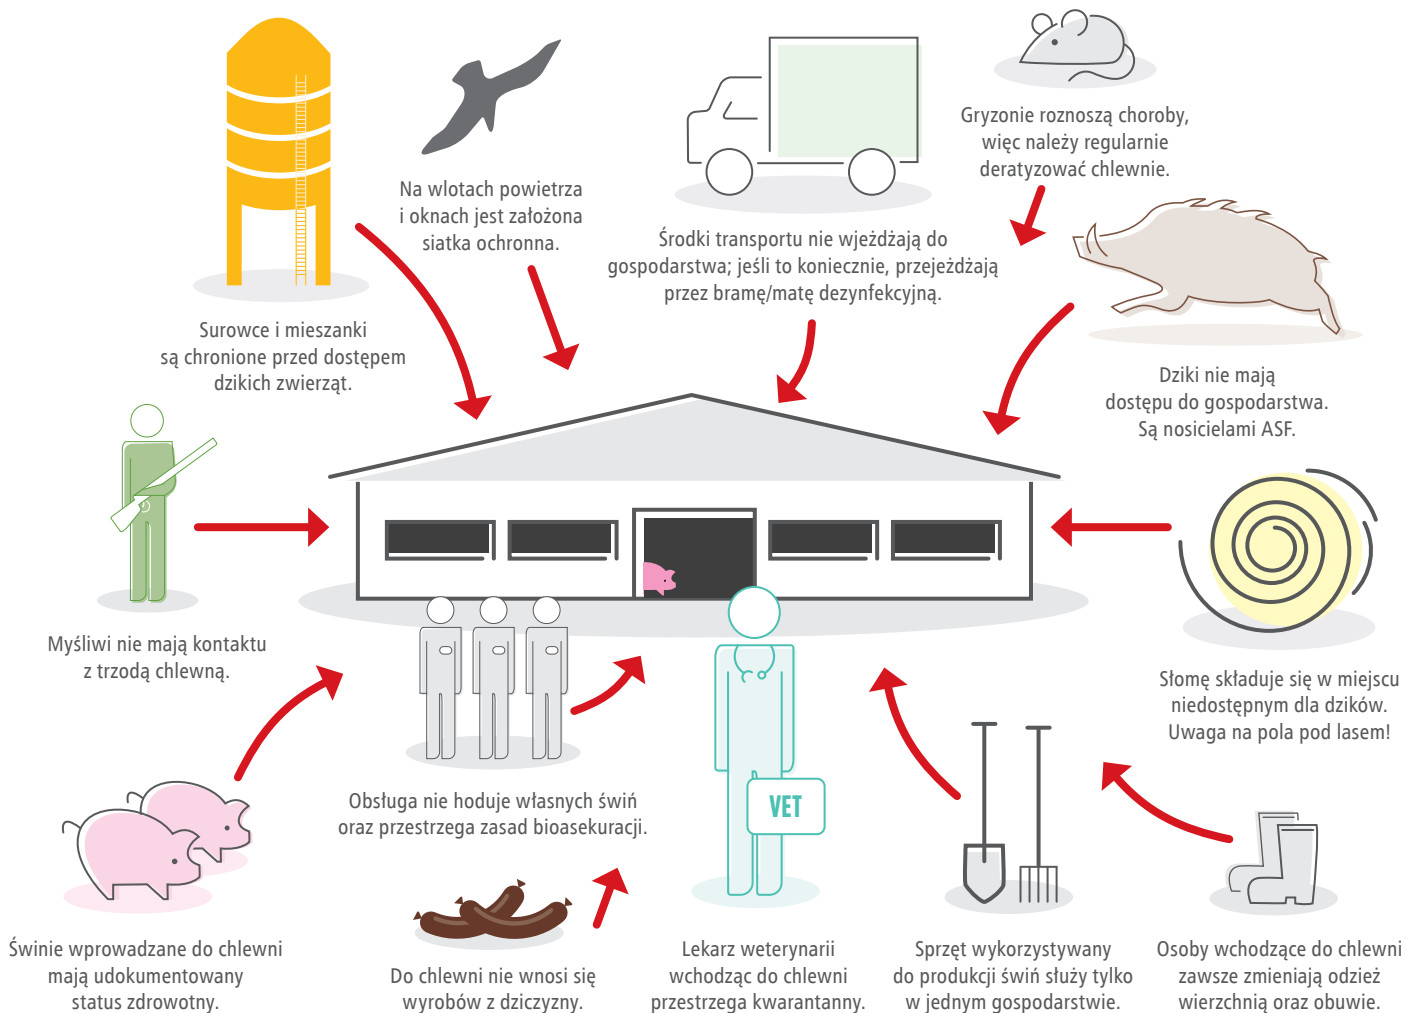 Gryzonie roznoszą choroby,
więc należy regularnie
deratyzować chlewnie.
Na wlotach powietrza
i oknach jest założona
siatka ochronna.
Środki transportu nie wjeżdżają do
gospodarstwa; jeśli to koniecznie, przejeżdżają
przez bramę/matę dezynfekcyjną.
Surowce i mieszanki
są chronione przed dostępem
dzikich zwierząt.
Dziki nie mają
dostępu do gospodarstwa.
Są nosicielami ASF.
Myśliwi nie mają kontaktu
z trzodą chlewną.
Słomę składuje się w miejscu
niedostępnym dla dzików.
Uwaga na pola pod lasem!
Obsługa nie hoduje własnych świń
oraz przestrzega zasad bioasekuracji.
VET
Świnie wprowadzane do chlewni
mają udokumentowany
status zdrowotny.
Do chlewni nie wnosi się
wyrobów z dziczyzny.
Lekarz weterynarii
wchodząc do chlewni
przestrzega kwarantanny.
Sprzęt wykorzystywany
do produkcji świń służy tylko
w jednym gospodarstwie.
Osoby wchodzące do chlewni
zawsze zmieniają odzież
wierzchnią oraz obuwie.